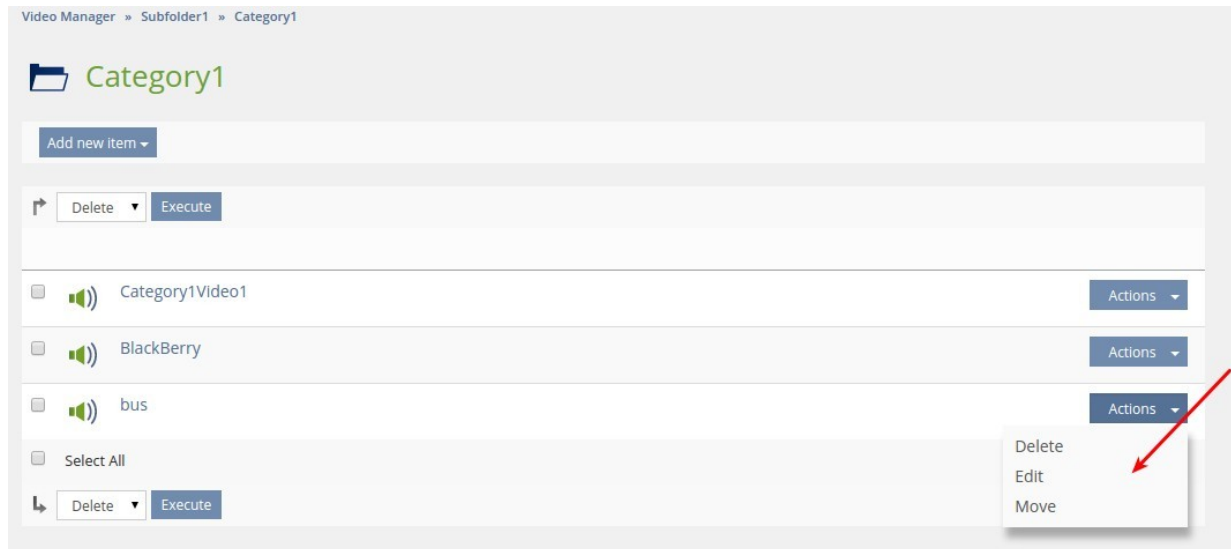 Video Manager » Subfolder1 » Category1
Category1
Add new item
Delete Execute
Category1Video1 Actions
BlackBerry Actions
bus Actions
Select All
Delete
Edit
Delete Execute
Move